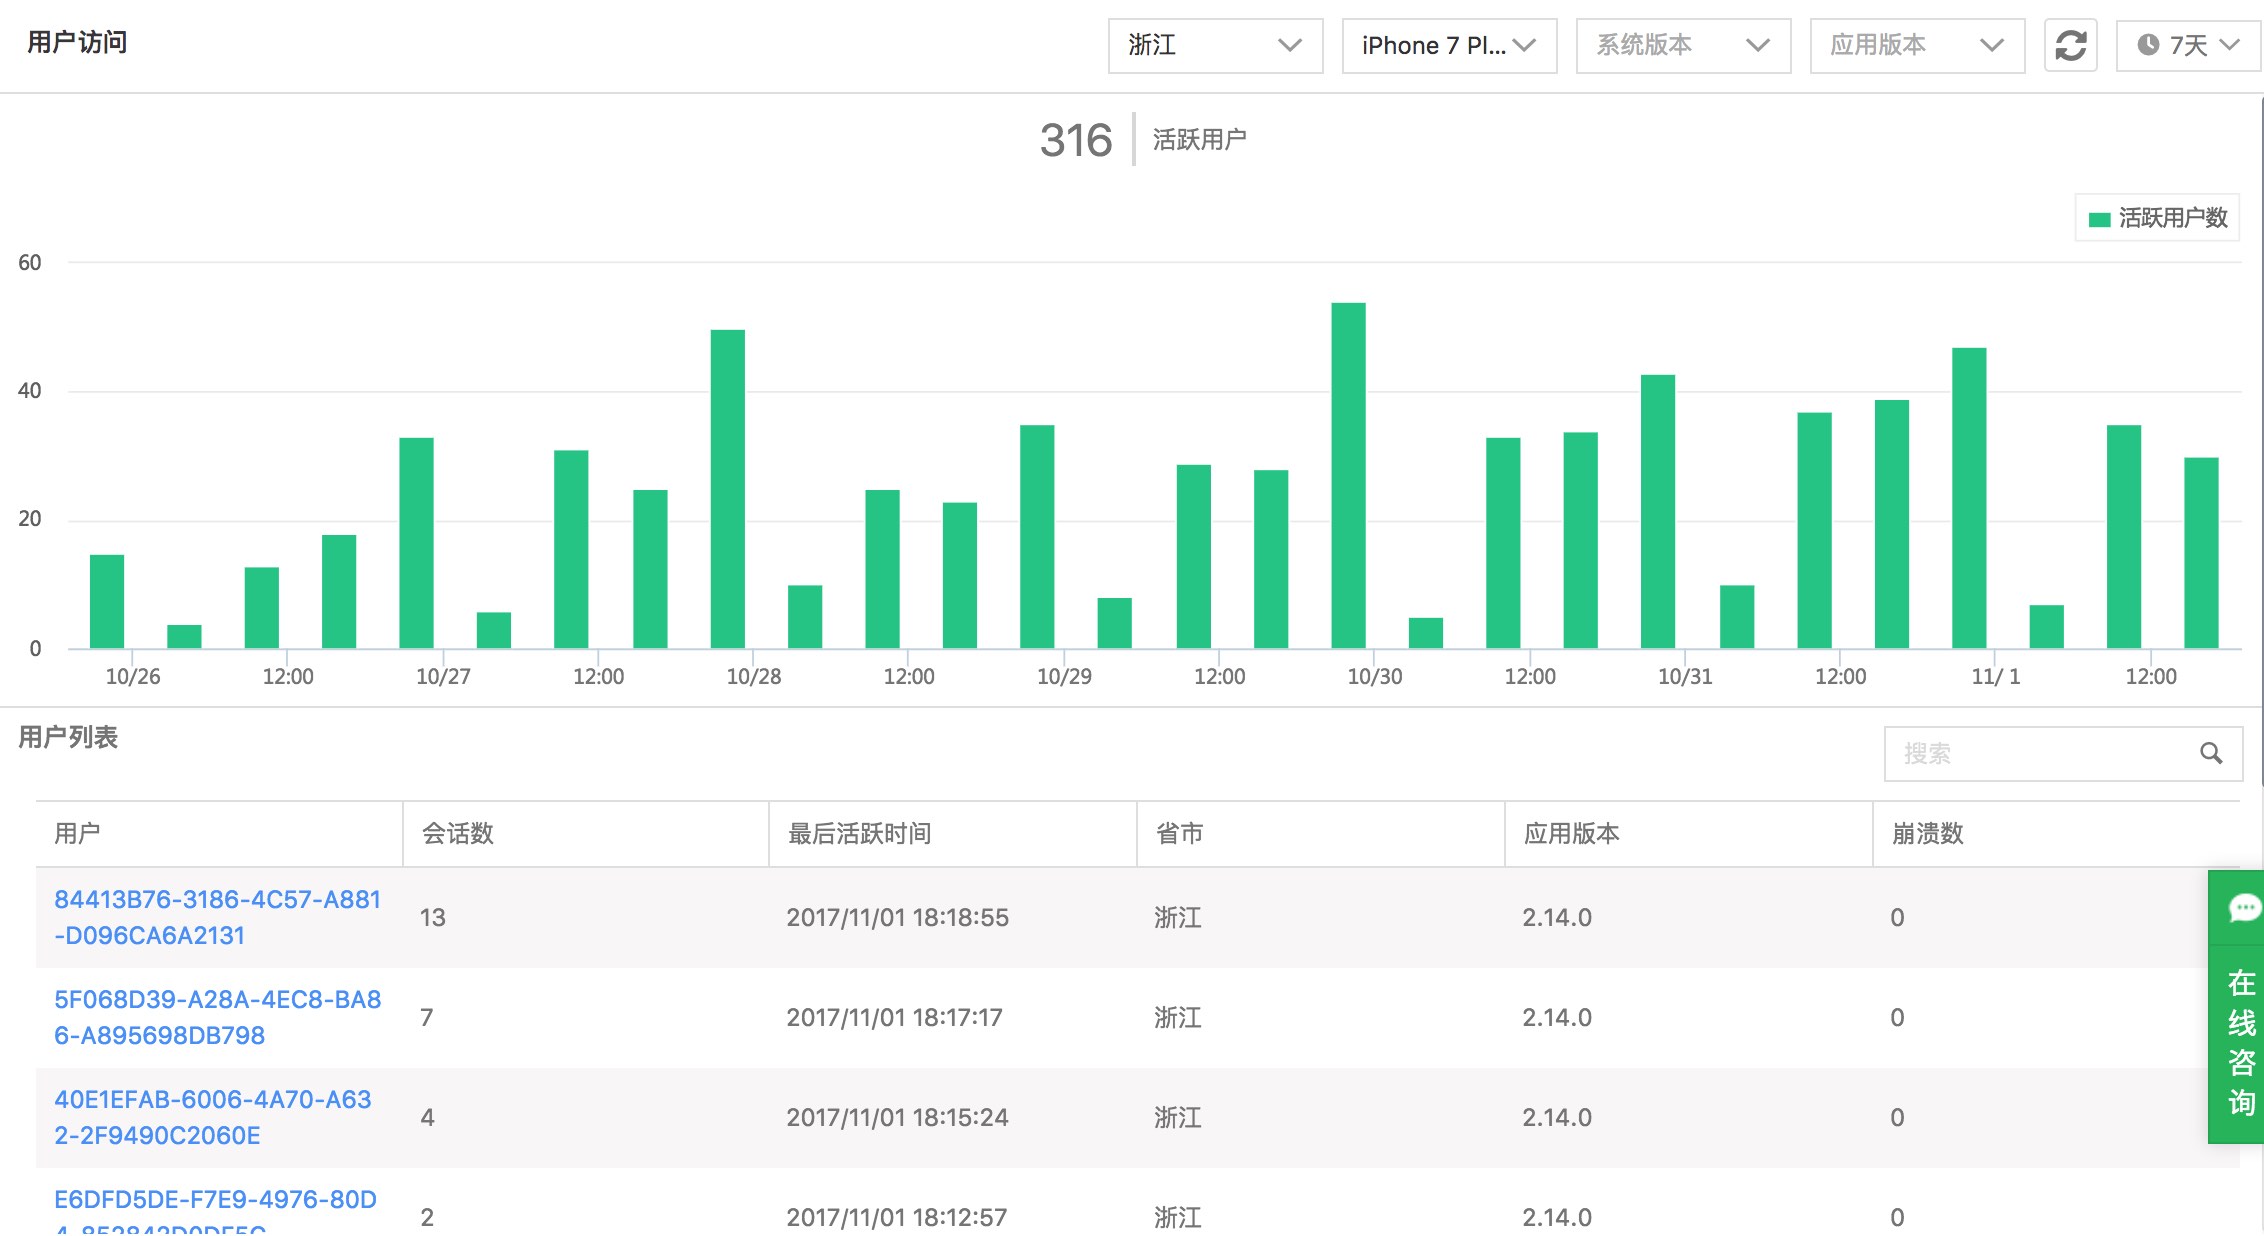 用户访问
浙江
iPhone 7 Pl...
系统版本
应用版本
7天
316
活跃用户
活跃用户数
60
40
20
0
10/26
12:00
10/27
12:00
10/28
12:00
10/29
12:00
10/30
12:00
10/31
12:00
11/ 1
12:00
用户列表
搜索
用户 会话数 最后活跃时间 省市 应用版本 崩溃数
84413B76-3186-4C57-A881
-D096CA6A2131
13 2017/11/01 18:18:55 浙江 2.14.0 0
5F068D39-A28A-4EC8-BA8
6-A895698DB798
7 2017/11/01 18:17:17 浙江 2.14.0 0
40E1EFAB-6006-4A70-A63
2-2F9490C2060E
4 2017/11/01 18:15:24 浙江 2.14.0 0
E6DFD5DE-F7E9-4976-80D
2 2017/11/01 18:12:57 浙江 2.14.0 0
在
线
咨
询